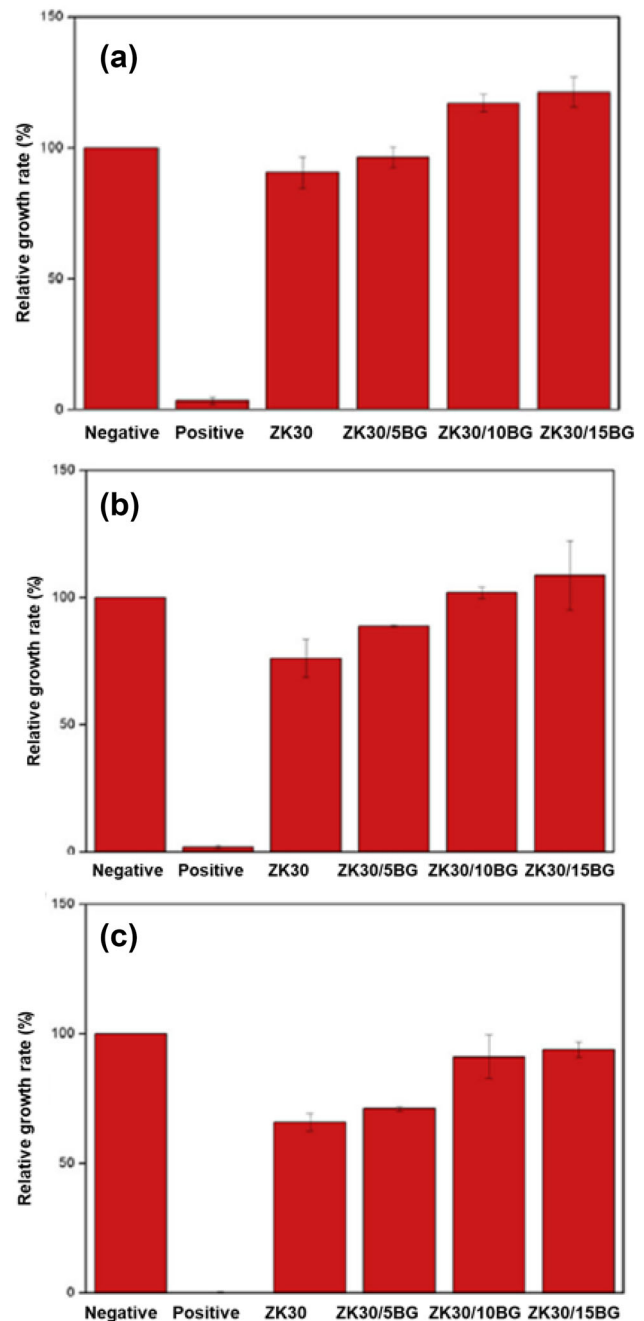 150
(a)
100
Relative growth rate (%)
50
0
Negative Positive ZK30 ZK30/5BG ZK30/10BG ZK30/15BG
150
(b)
100
Relative growth rate (%)
50
0
Negative Positive ZK30 ZK30/5BG ZK30/10BG ZK30/15BG
150
(c)
100
Relative growth rate (%)
50
0
Negative Positive ZK30 ZK30/5BG ZK30/10BG ZK30/15BG